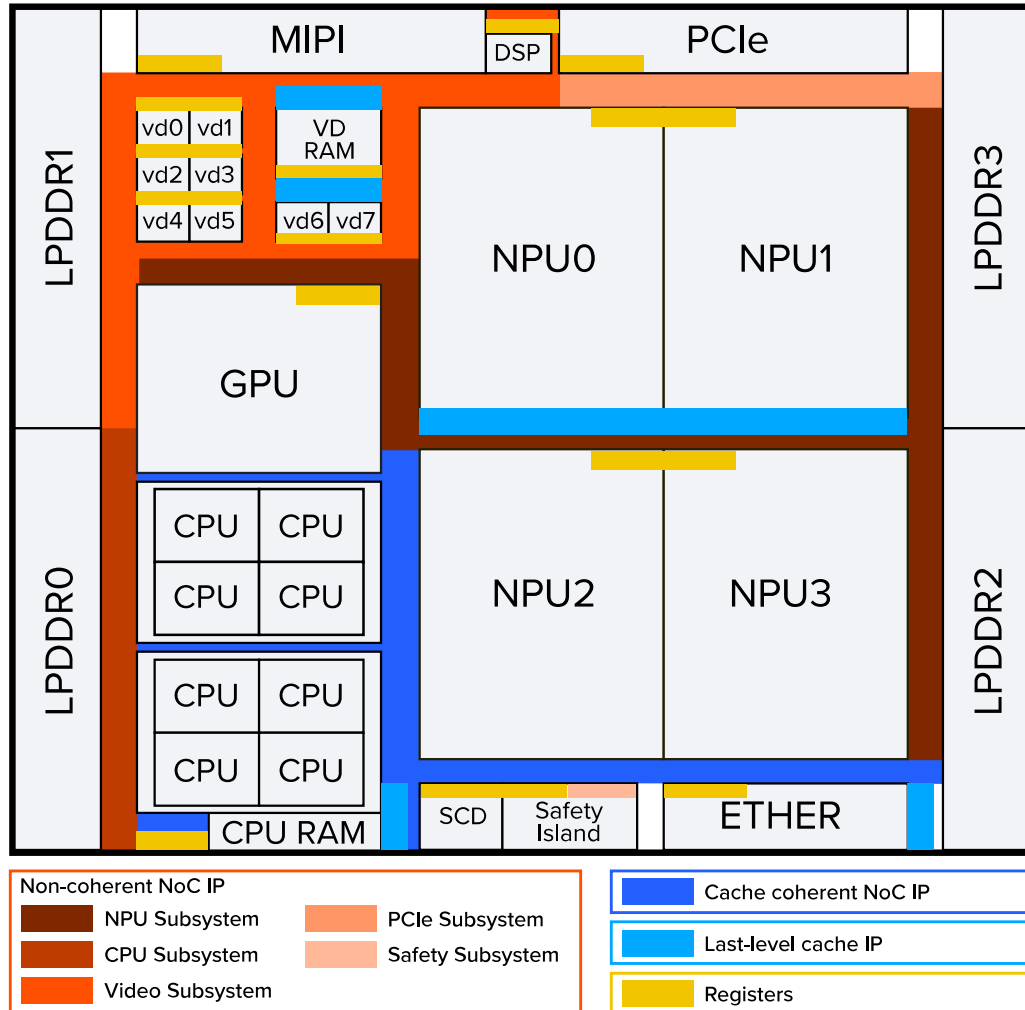 MIPI
DSP
PCIe
LPDDR1
vd0 vd1
vd2 vd3
vd4 vd5
VD
RAM
vd6 vd7
NPU0
NPU1
LPDDR3
GPU
LPDDR0
CPU CPU
CPU CPU
CPU CPU
CPU CPU
CPU RAM
NPU2
NPU3
LPDDR2
SCD
Safety
Island
ETHER
Non-coherent NoC IP
NPU Subsystem
CPU Subsystem
Video Subsystem
PCIe Subsystem
Safety Subsystem
Cache coherent NoC IP
Last-level cache IP
Registers